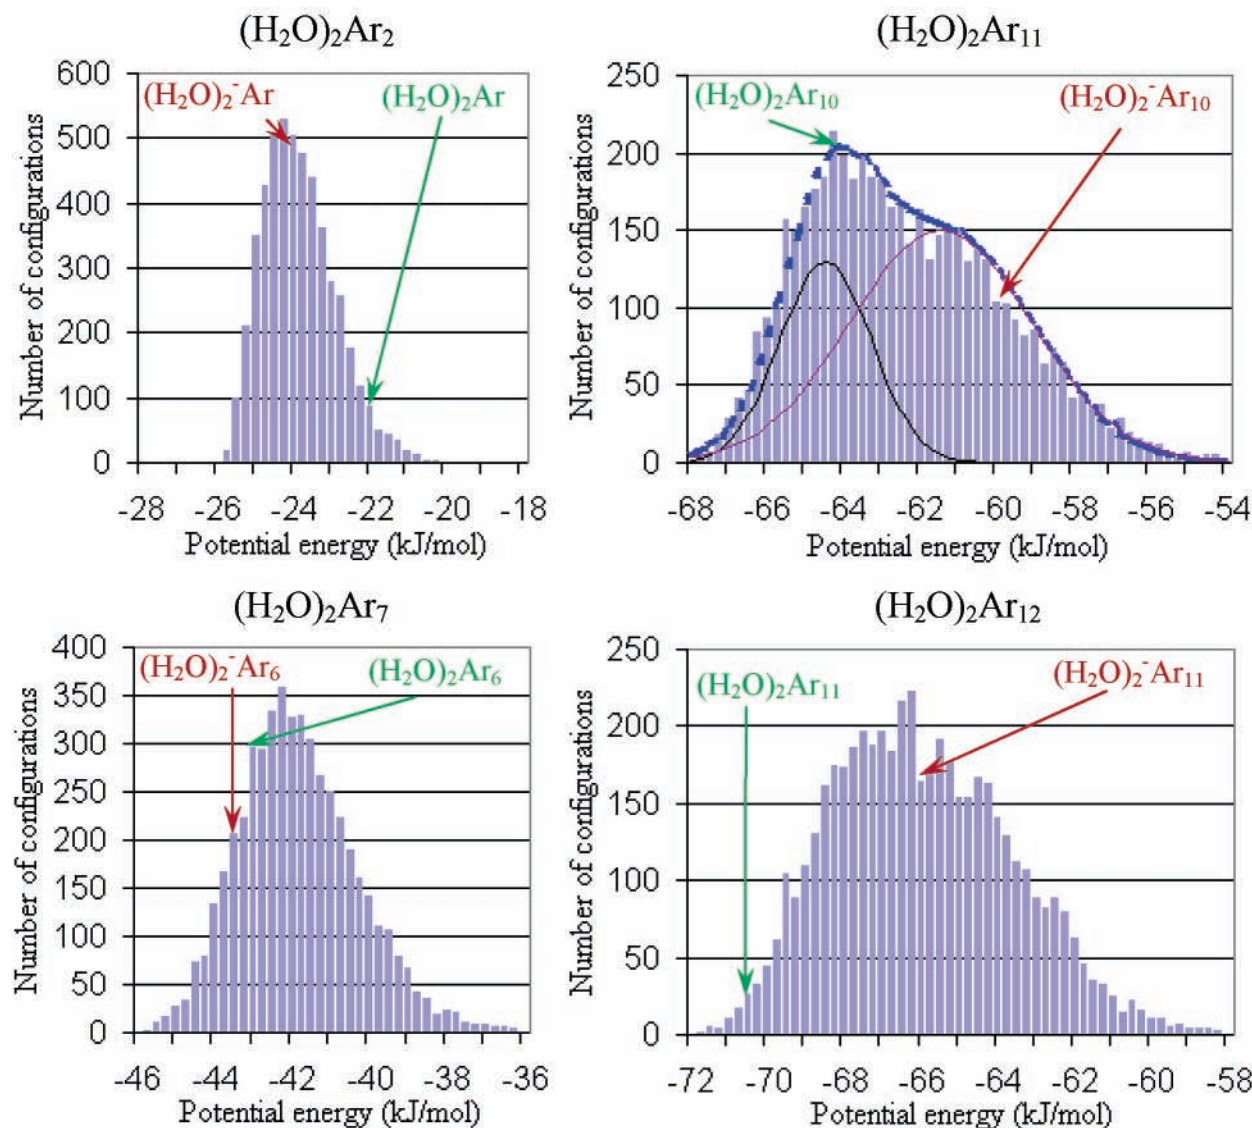 (H₂O)₂Ar₂
600
500
400
300
200
100
0
Number of configurations
(H₂O)₂⁻Ar
(H₂O)₂Ar
-28 -26 -24 -22 -20 -18
Potential energy (kJ/mol)
(H₂O)₂Ar₁₁
250
200
150
100
50
0
Number of configurations
(H₂O)₂Ar₁₀
(H₂O)₂⁻Ar₁₀
-68 -66 -64 -62 -60 -58 -56 -54
Potential energy (kJ/mol)
(H₂O)₂Ar₇
400
350
300
250
200
150
100
50
0
Number of configurations
(H₂O)₂⁻Ar₆
(H₂O)₂Ar₆
-46 -44 -42 -40 -38 -36
Potential energy (kJ/mol)
(H₂O)₂Ar₁₂
250
200
150
100
50
0
Number of configurations
(H₂O)₂Ar₁₁
(H₂O)₂⁻Ar₁₁
-72 -70 -68 -66 -64 -62 -60 -58
Potential energy (kJ/mol)